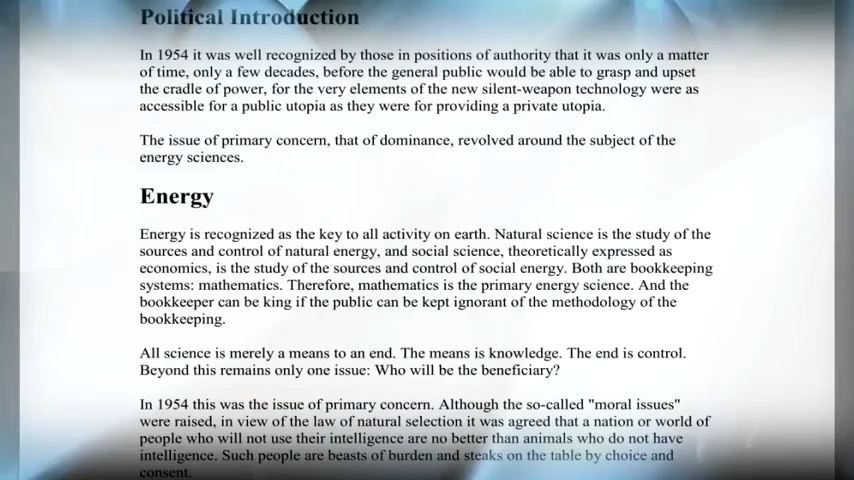 Political Introduction
In 1954 it was well recognized by those in positions of authority that it was only a matter
of time, only a few decades, before the general public would be able to grasp and upset
the cradle of power, for the very elements of the new silent-weapon technology were as
accessible for a public utopia as they were for providing a private utopia.
The issue of primary concern, that of dominance, revolved around the subject of the
energy sciences.
Energy
Energy is recognized as the key to all activity on earth. Natural science is the study of the
sources and control of natural energy, and social science, theoretically expressed as
economics, is the study of the sources and control of social energy. Both are bookkeeping
systems: mathematics. Therefore, mathematics is the primary energy science. And the
bookkeeper can be king if the public can be kept ignorant of the methodology of the
bookkeeping.
All science is merely a means to an end. The means is knowledge. The end is control.
Beyond this remains only one issue: Who will be the beneficiary?
In 1954 this was the issue of primary concern. Although the so-called "moral issues"
were raised, in view of the law of natural selection it was agreed that a nation or world of
people who will not use their intelligence are no better than animals who do not have
intelligence. Such people are beasts of burden and steaks on the table by choice and
consent.